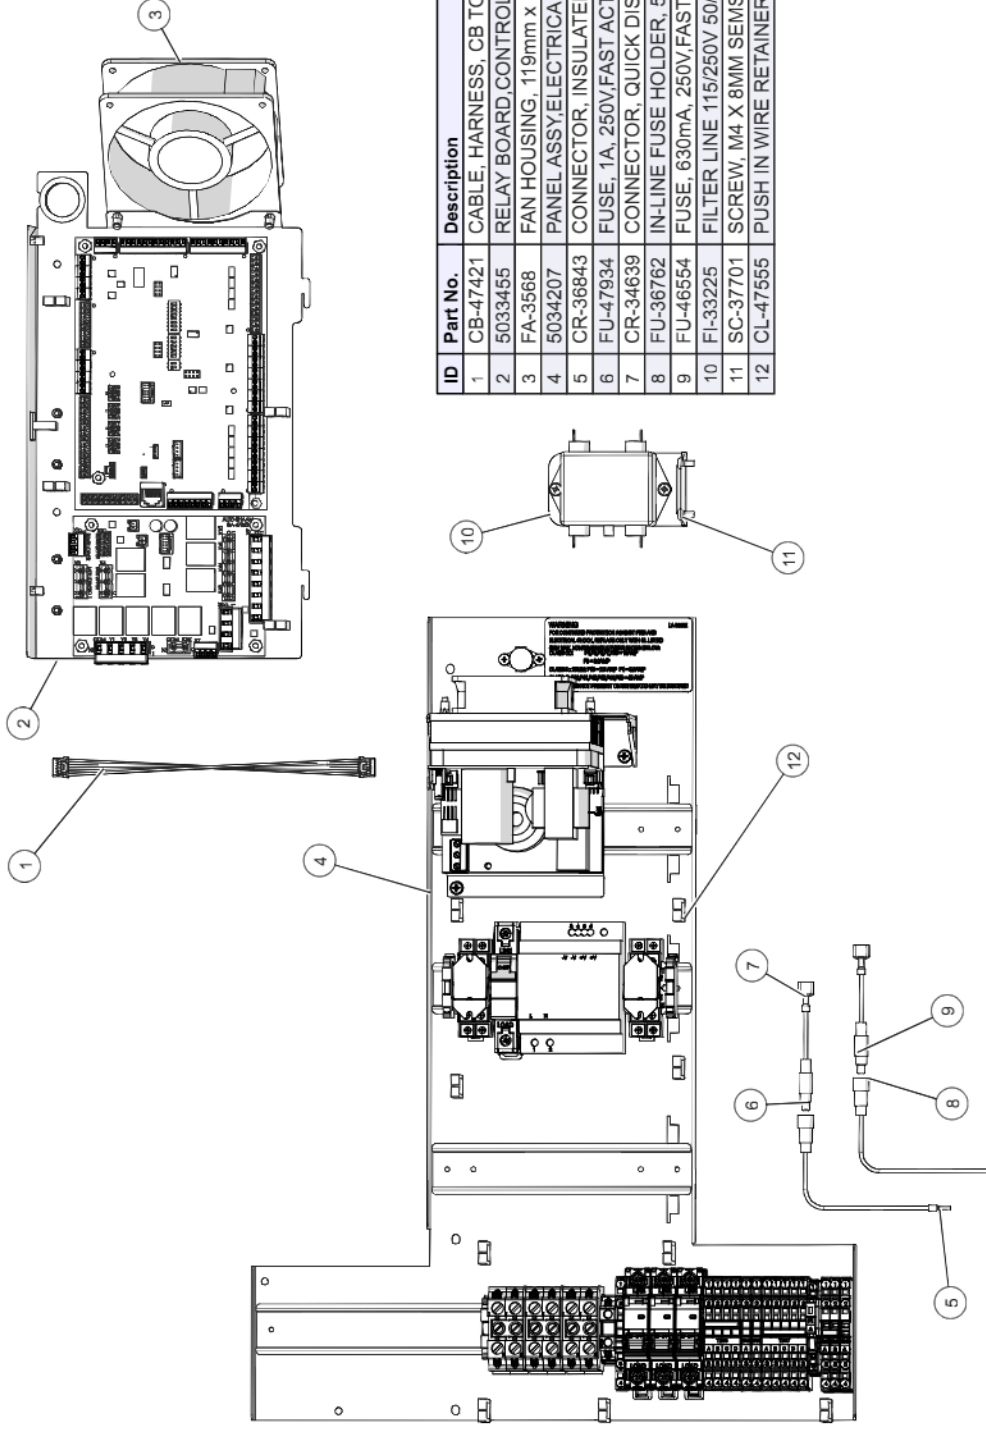 ID Part No. Description
1 CB-47421 CABLE, HARNESS, CB TO
2 5033455 RELAY BOARD,CONTROL
3 FA-3568 FAN HOUSING, 119mm x
4 5034207 PANEL ASSY,ELECTRICA
5 CR-36843 CONNECTOR, INSULATE
6 FU-47934 FUSE, 1A, 250V,FAST ACT
7 CR-34639 CONNECTOR, QUICK DIS
8 FU-36762 IN-LINE FUSE HOLDER, 5
9 FU-46554 FUSE, 630mA, 250V,FAST
10 FI-33225 FILTER LINE 115/250V 50/
11 SC-37701 SCREW, M4 X 8MM SEMS
12 CL-47555 PUSH IN WIRE RETAINER
3
2
1
10
11
4
12
7
6
9
8
5
WARNING